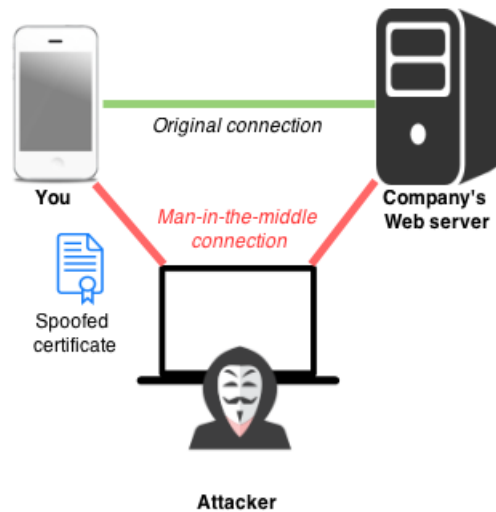 Original connection
You
Company's
Web server
Man-in-the-middle
connection
Spoofed
certificate
Attacker